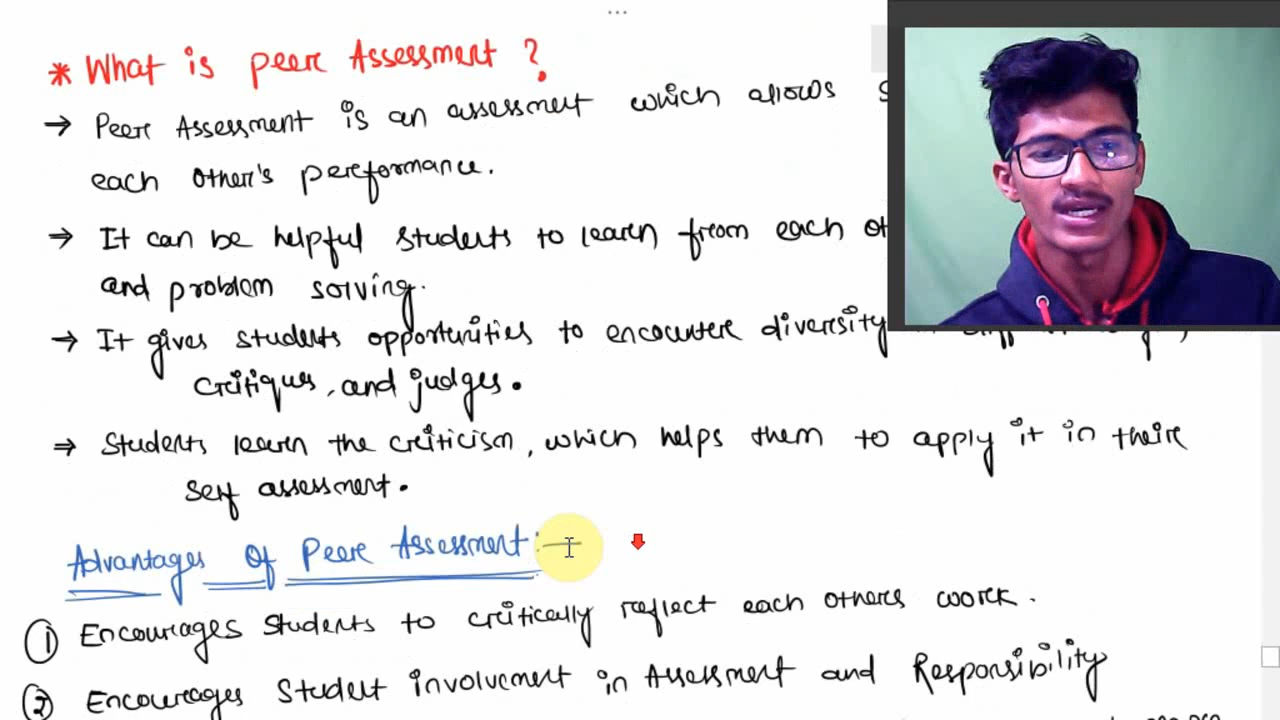 * What is peer Assessment ?
→ Peer Assessment is an assessment which allows
each other's performance.
⇒ It can be helpful students to learn from each
and problem solving.
→ It gives students opportunities to encounter diversity
critiques, and judges.
⇒ Students learn the criticism, which helps them to apply it in their
self assessment.
Advantages of Peer Assessment :-
① Encourages students to critically reflect each others work.
② Encourages Student involvement in Assessment and Responsibility